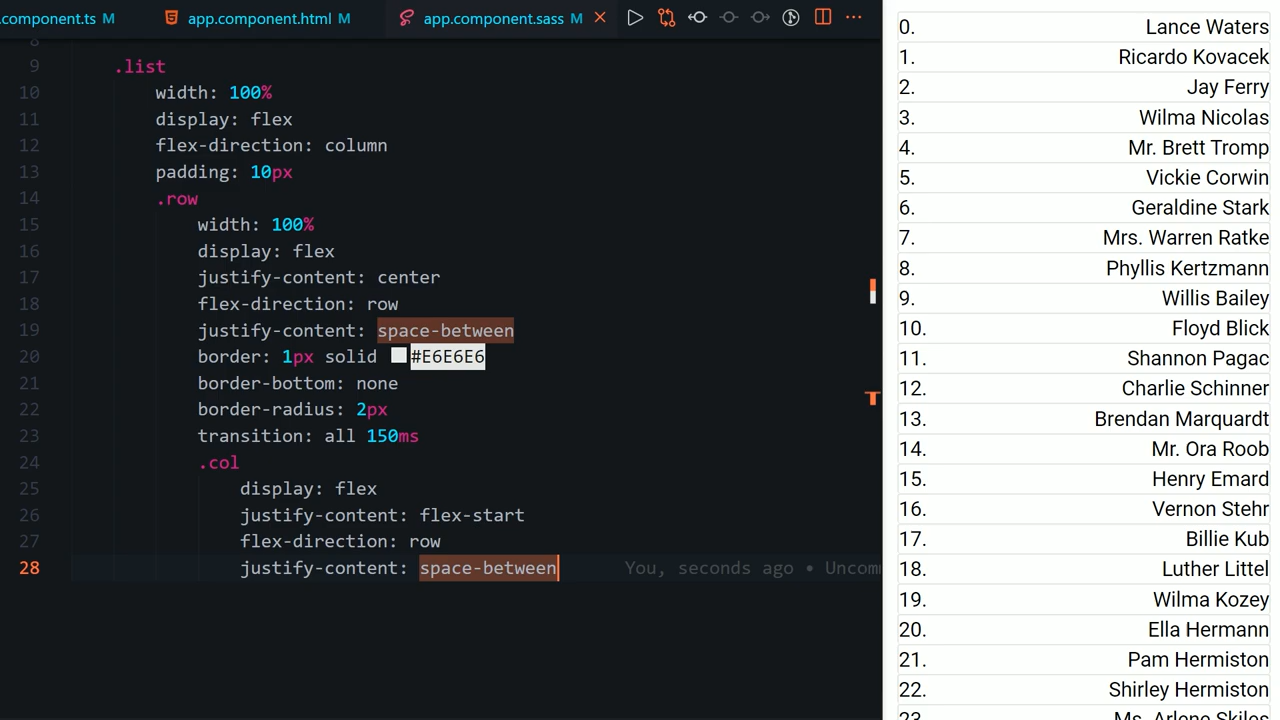 .component.ts M app.component.html M app.component.sass M
8
9 .list
10 width: 100%
11 display: flex
12 flex-direction: column
13 padding: 10px
14 .row
15 width: 100%
16 display: flex
17 justify-content: center
18 flex-direction: row
19 justify-content: space-between
20 border: 1px solid #E6E6E6
21 border-bottom: none
22 border-radius: 2px
23 transition: all 150ms
24 .col
25 display: flex
26 justify-content: flex-start
27 flex-direction: row
28 justify-content: space-between You, seconds ago • Uncom
0. Lance Waters
1. Ricardo Kovacek
2. Jay Ferry
3. Wilma Nicolas
4. Mr. Brett Tromp
5. Vickie Corwin
6. Geraldine Stark
7. Mrs. Warren Ratke
8. Phyllis Kertzmann
9. Willis Bailey
10. Floyd Blick
11. Shannon Pagac
12. Charlie Schinner
13. Brendan Marquardt
14. Mr. Ora Roob
15. Henry Emard
16. Vernon Stehr
17. Billie Kub
18. Luther Littel
19. Wilma Kozey
20. Ella Hermann
21. Pam Hermiston
22. Shirley Hermiston
23. Ms. Arlene Skiles